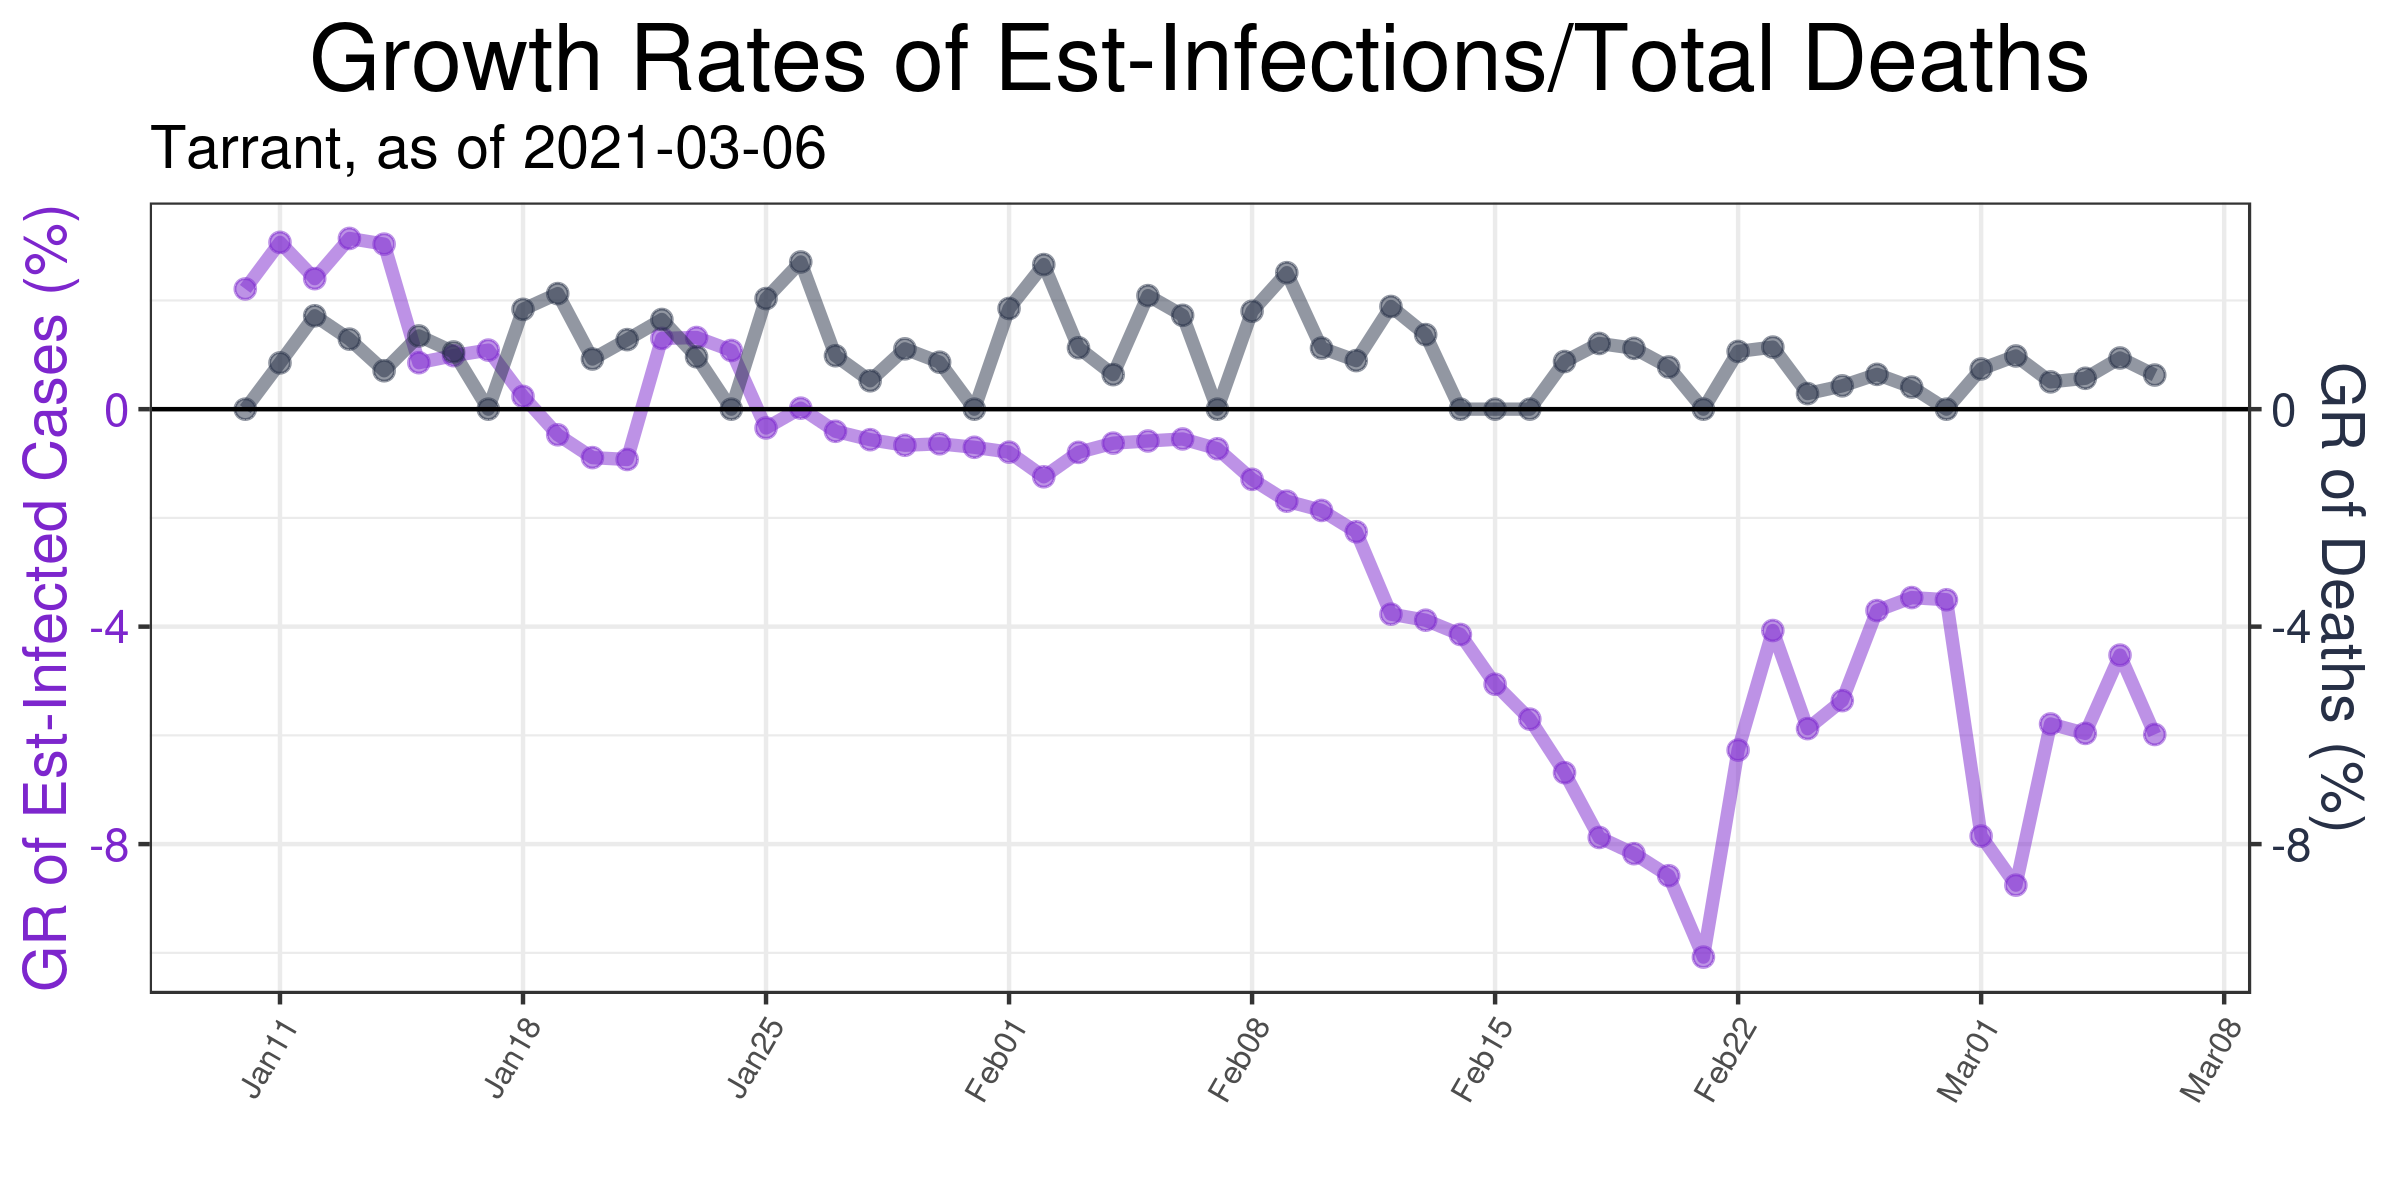 Growth Rates of Est-Infections/Total Deaths
Tarrant, as of 2021-03-06
GR of Est-Infected Cases (%)
0
-4
-8
0
-4
-8
GR of Deaths (%)
Jan11
Jan18
Jan25
Feb01
Feb08
Feb15
Feb22
Mar01
Mar08